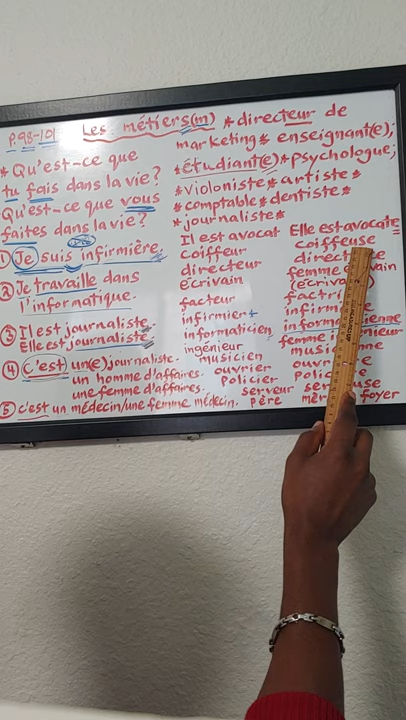 P.98-101
Les métiers(m) * directeur de
marketing * enseignant(e);
* étudiant(e) * psychologue;
* violoniste * artiste *
* comptable * dentiste *
* journaliste *
* Qu'est-ce que
tu fais dans la vie?
Qu'est-ce que vous
faites dans la vie?
① Je suis infirmière.
② Je travaille dans
l'informatique.
③ Il est journaliste.
Elle est journaliste.
④ C'est un(e) journaliste.
un homme d'affaires.
une femme d'affaires.
⑤ c'est un médecin/une femme médecin.
Il est avocat Elle est avocate
coiffeur coiffeuse
directeur
écrivain femme
(écrivain)
facteur
infirmier
informaticien
ingénieur femme
musicien
ouvrier
policier
serveur
père foyer